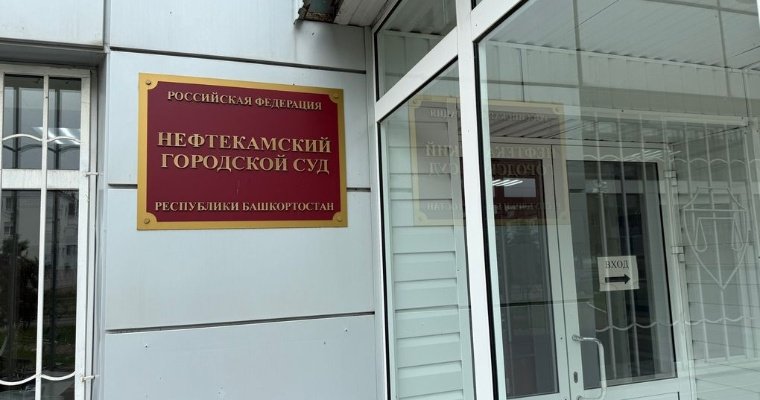 РОССИЙСКАЯ ФЕДЕРАЦИЯ
НЕФТЕКАМСКИЙ
ГОРОДСКОЙ СУД
РЕСПУБЛИКИ БАШКОРТОСТАН
ВХОД